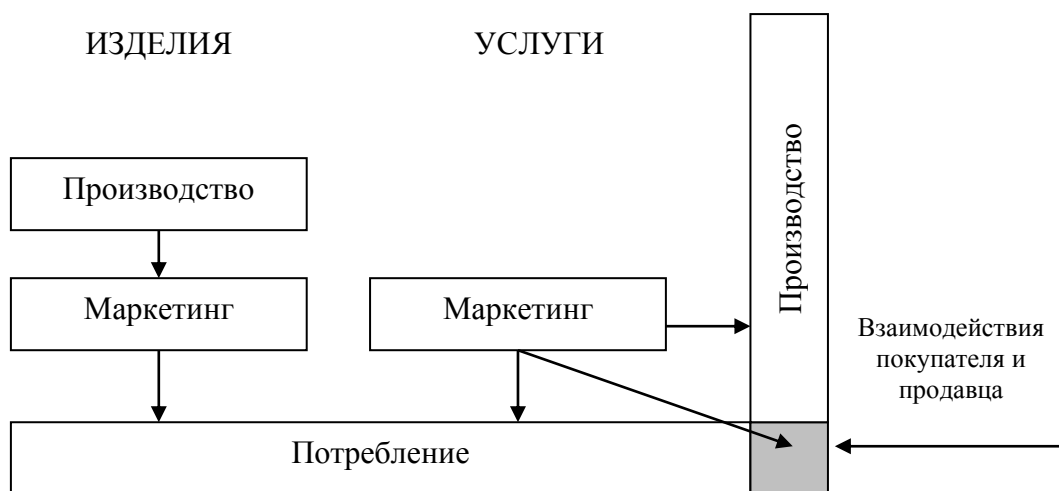 ИЗДЕЛИЯ
УСЛУГИ
Производство
Маркетинг
Маркетинг
Производство
Взаимодействия
покупателя и
продавца
Потребление